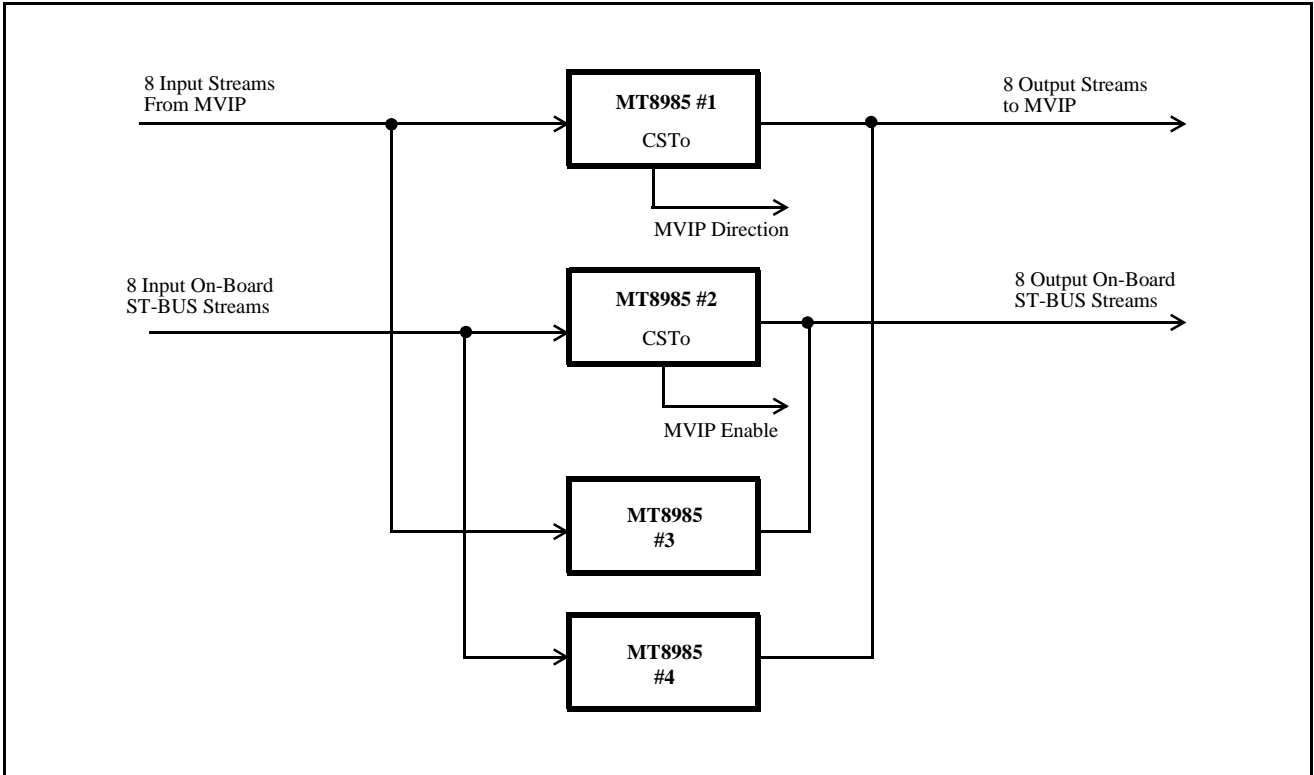 8 Input Streams
From MVIP
MT8985 #1
CSTo
8 Output Streams
to MVIP
MVIP Direction
8 Input On-Board
ST-BUS Streams
MT8985 #2
CSTo
8 Output On-Board
ST-BUS Streams
MVIP Enable
MT8985
#3
MT8985
#4